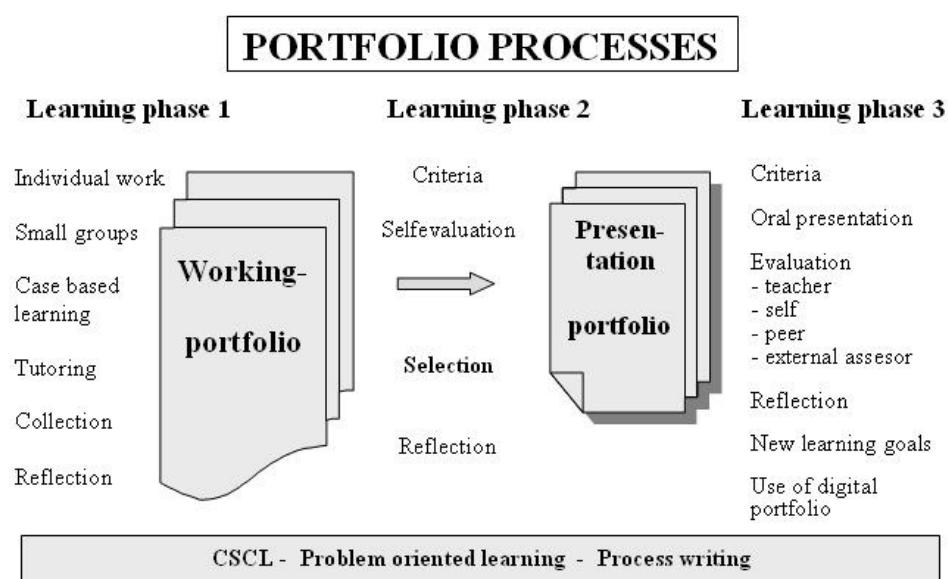 PORTFOLIO PROCESSES
Learning phase 1
Learning phase 2
Learning phase 3
Individual work
Small groups
Case based
learning
Tutoring
Collection
Reflection
Working-
portfolio
Criteria
Selfevaluation
Selection
Reflection
Presen-
tation
portfolio
Criteria
Oral presentation
Evaluation
- teacher
- self
- peer
- external assesor
Reflection
New learning goals
Use of digital
portfolio
CSCL - Problem oriented learning - Process writing